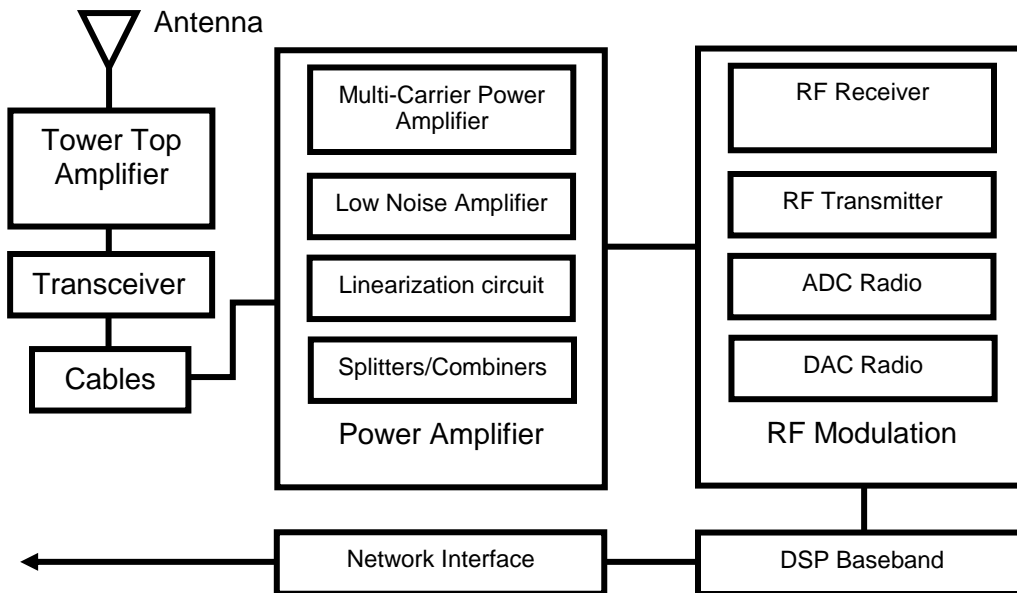 Antenna
Tower Top
Amplifier
Transceiver
Cables
Multi-Carrier Power
Amplifier
Low Noise Amplifier
Linearization circuit
Splitters/Combiners
Power Amplifier
RF Receiver
RF Transmitter
ADC Radio
DAC Radio
RF Modulation
Network Interface
DSP Baseband